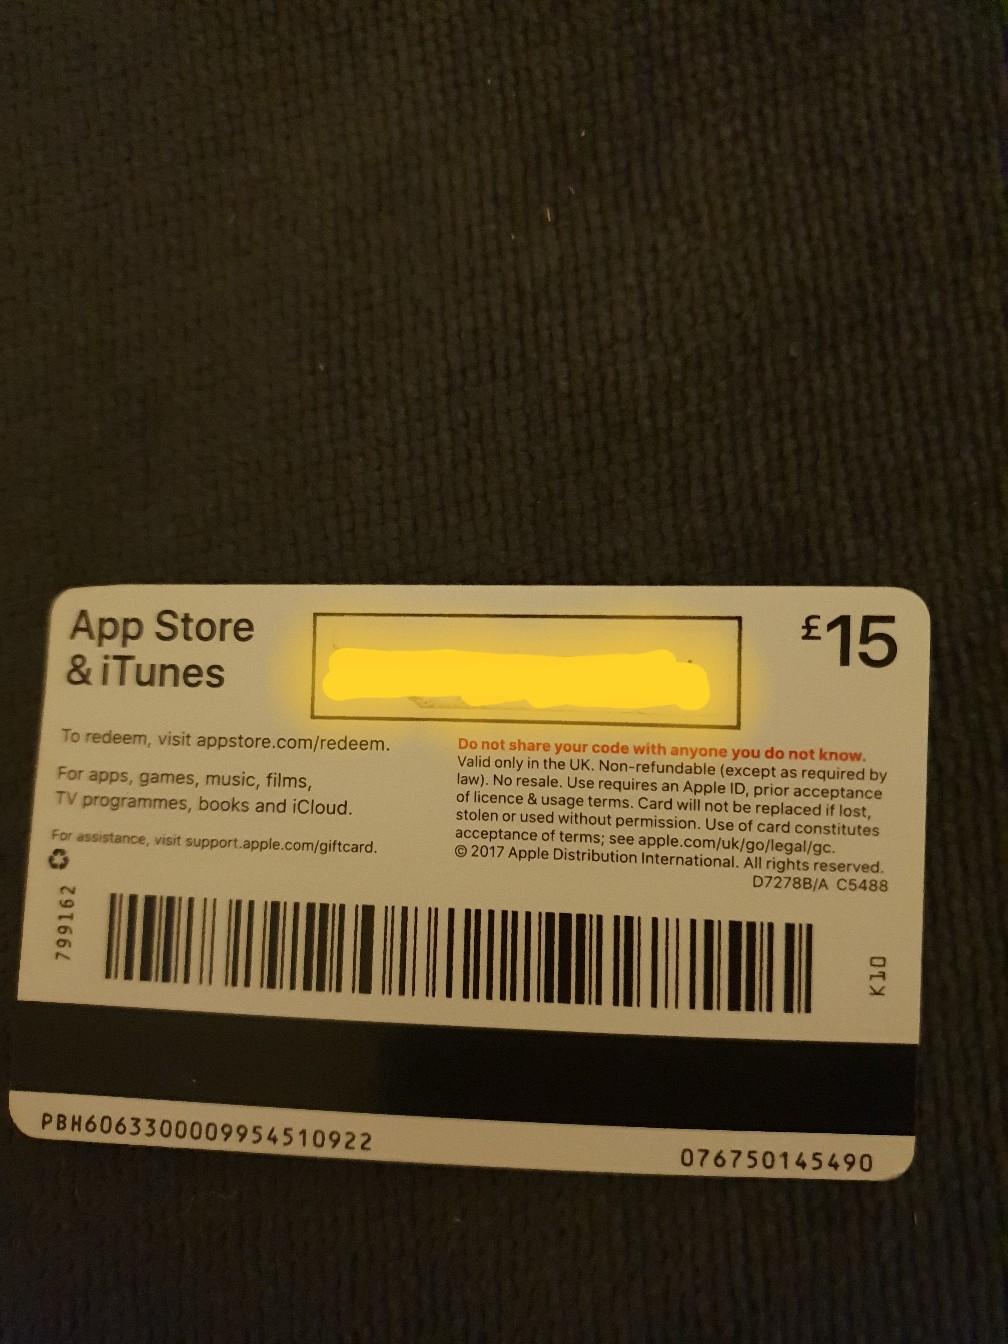 App Store
& iTunes
£15
To redeem, visit appstore.com/redeem.
For apps, games, music, films,
TV programmes, books and iCloud.
For assistance, visit support.apple.com/giftcard.
Do not share your code with anyone you do not know.
Valid only in the UK. Non-refundable (except as required by
law). No resale. Use requires an Apple ID, prior acceptance
of licence & usage terms. Card will not be replaced if lost,
stolen or used without permission. Use of card constitutes
acceptance of terms; see apple.com/uk/go/legal/gc.
© 2017 Apple Distribution International. All rights reserved.
D7278B/A C5488
799162
K10
PBH6063300009954510922
076750145490